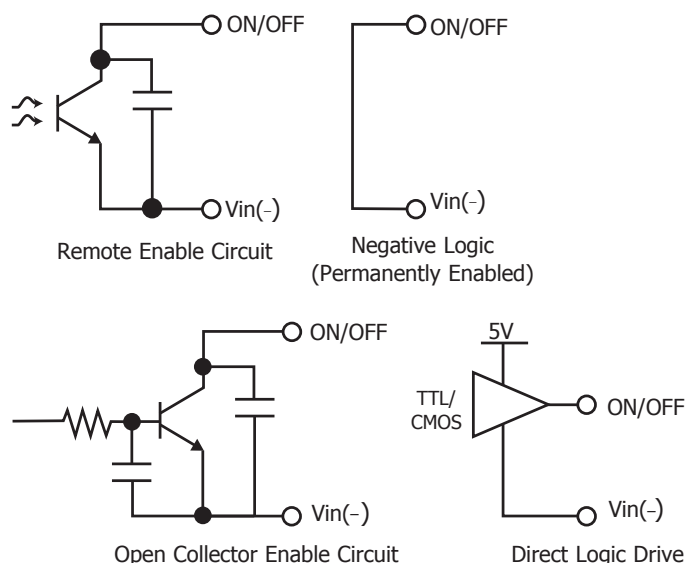 ON/OFF
Vin(−)
Remote Enable Circuit
ON/OFF
Vin(−)
Negative Logic
(Permanently Enabled)
ON/OFF
Vin(−)
Open Collector Enable Circuit
5V
TTL/
CMOS
ON/OFF
Vin(−)
Direct Logic Drive